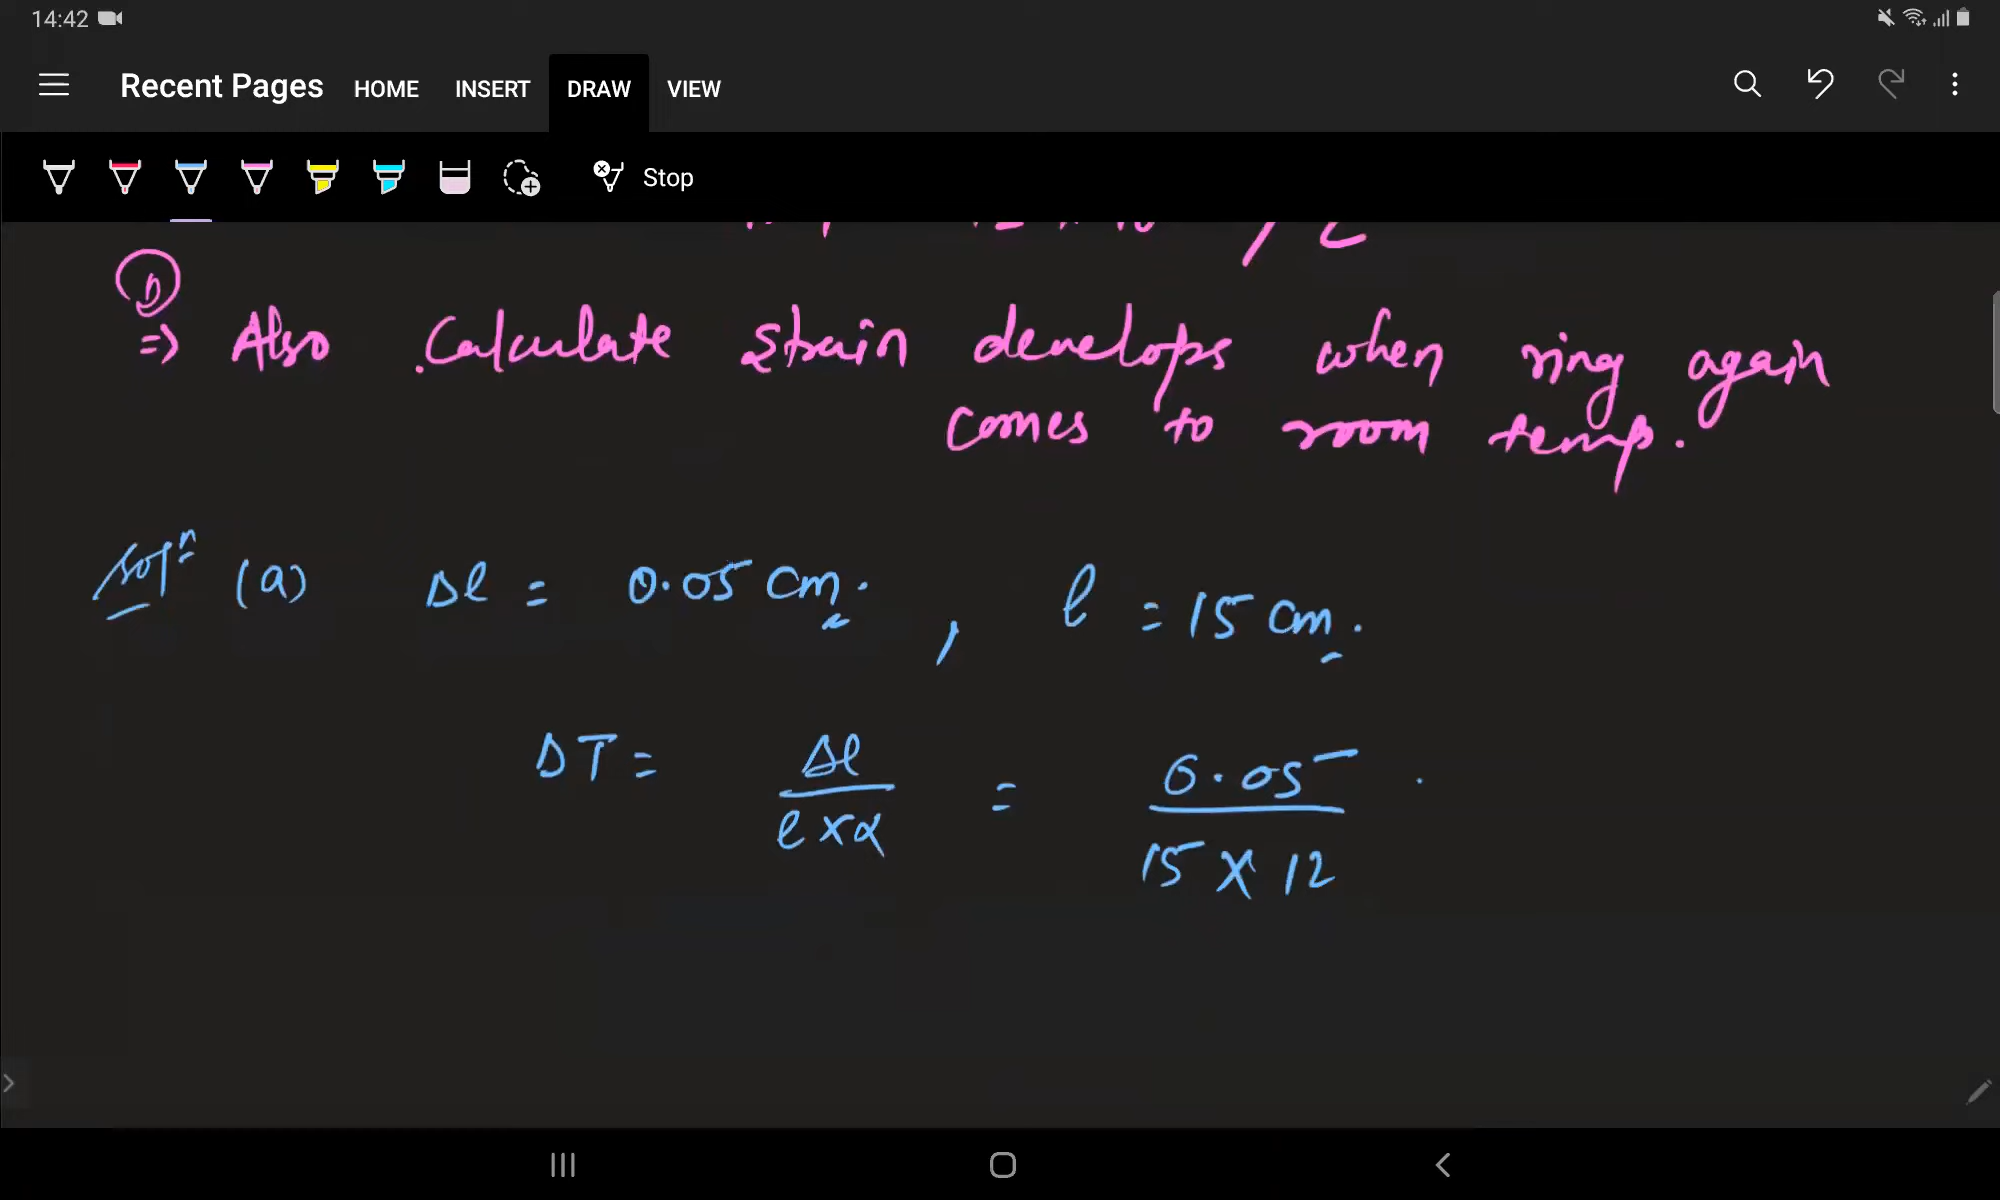 14:42
Recent Pages HOME INSERT DRAW VIEW
Stop
b
=> Also Calculate strain develops when ring again
comes to room temp.
Solⁿ (a) Δl = 0.05 cm. , l = 15 cm.
ΔT = Δl / l × α = 0.05 / 15 × 12